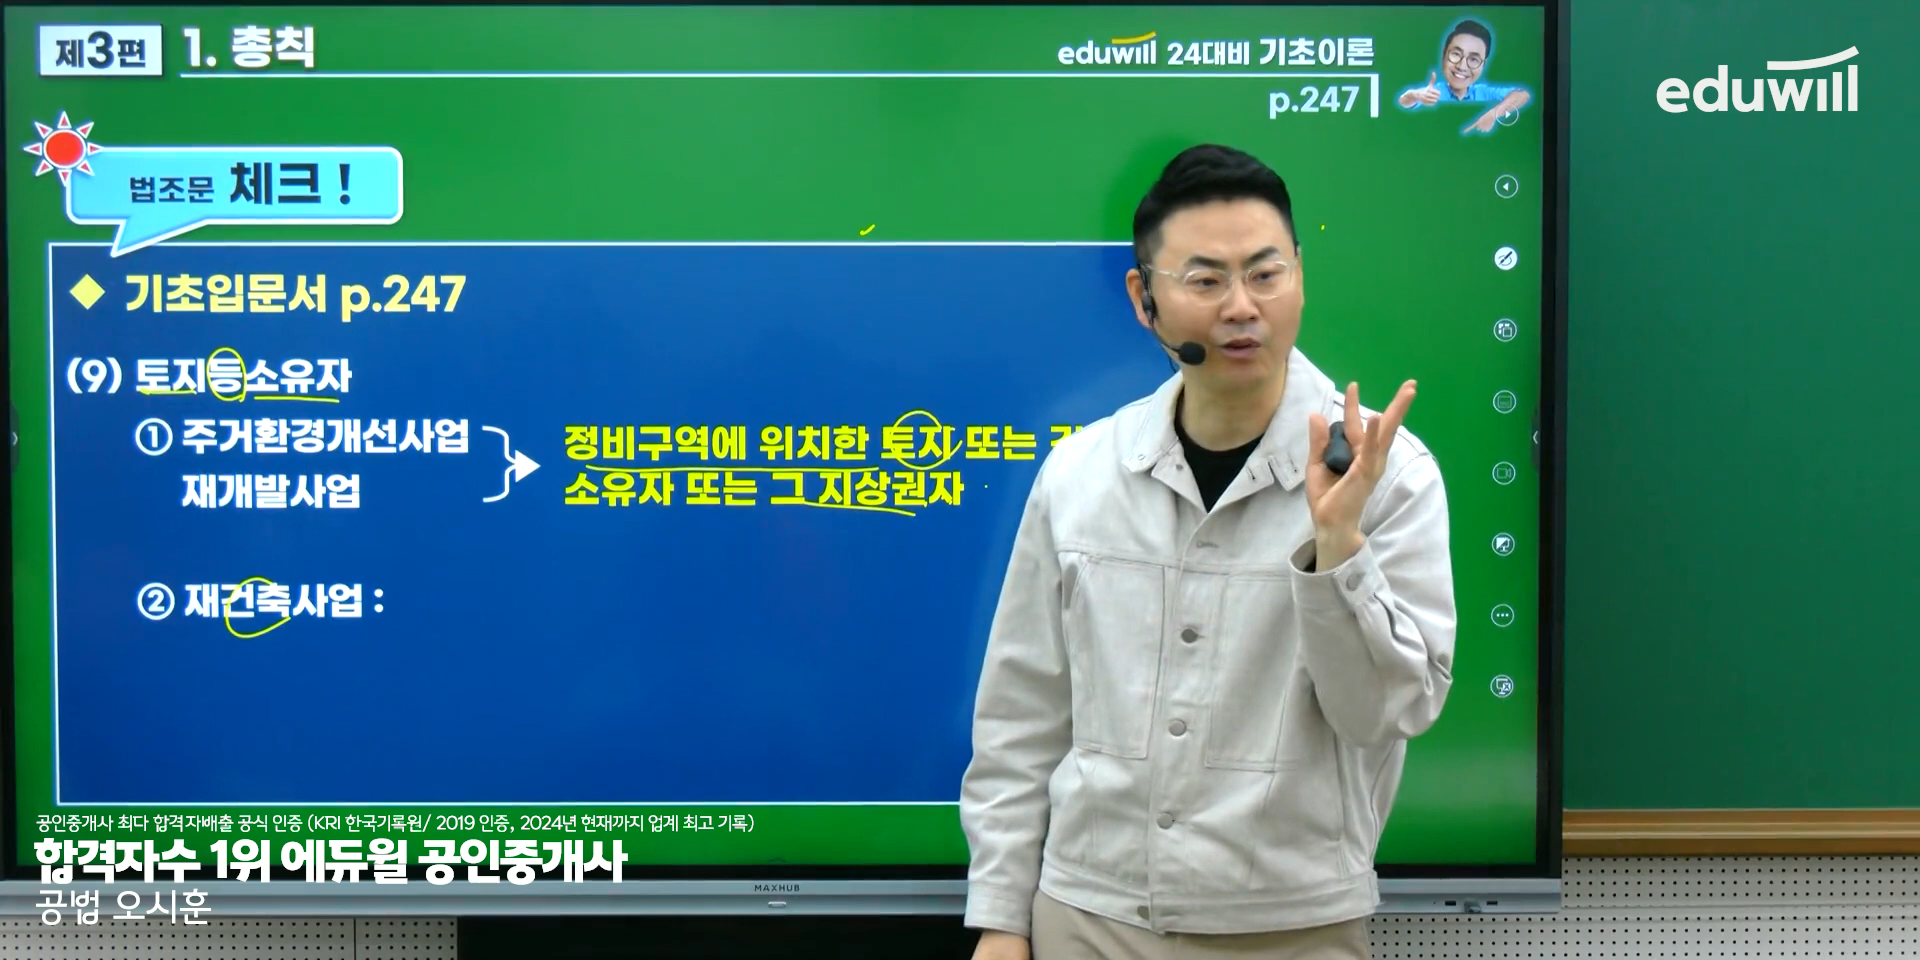 제3편 1. 총칙
eduwill 24대비 기초이론
p.247
eduwill
법조문 체크 !
◆ 기초입문서 p.247
(9) 토지등소유자
① 주거환경개선사업
재개발사업
정비구역에 위치한 토지 또는
소유자 또는 그 지상권자
② 재건축사업 :
공인중개사 최다 합격자배출 공식 인증 (KRI 한국기록원/ 2019 인증, 2024년 현재까지 업계 최고 기록)
합격자수 1위 에듀윌 공인중개사
공법 오시훈
MAXHUB